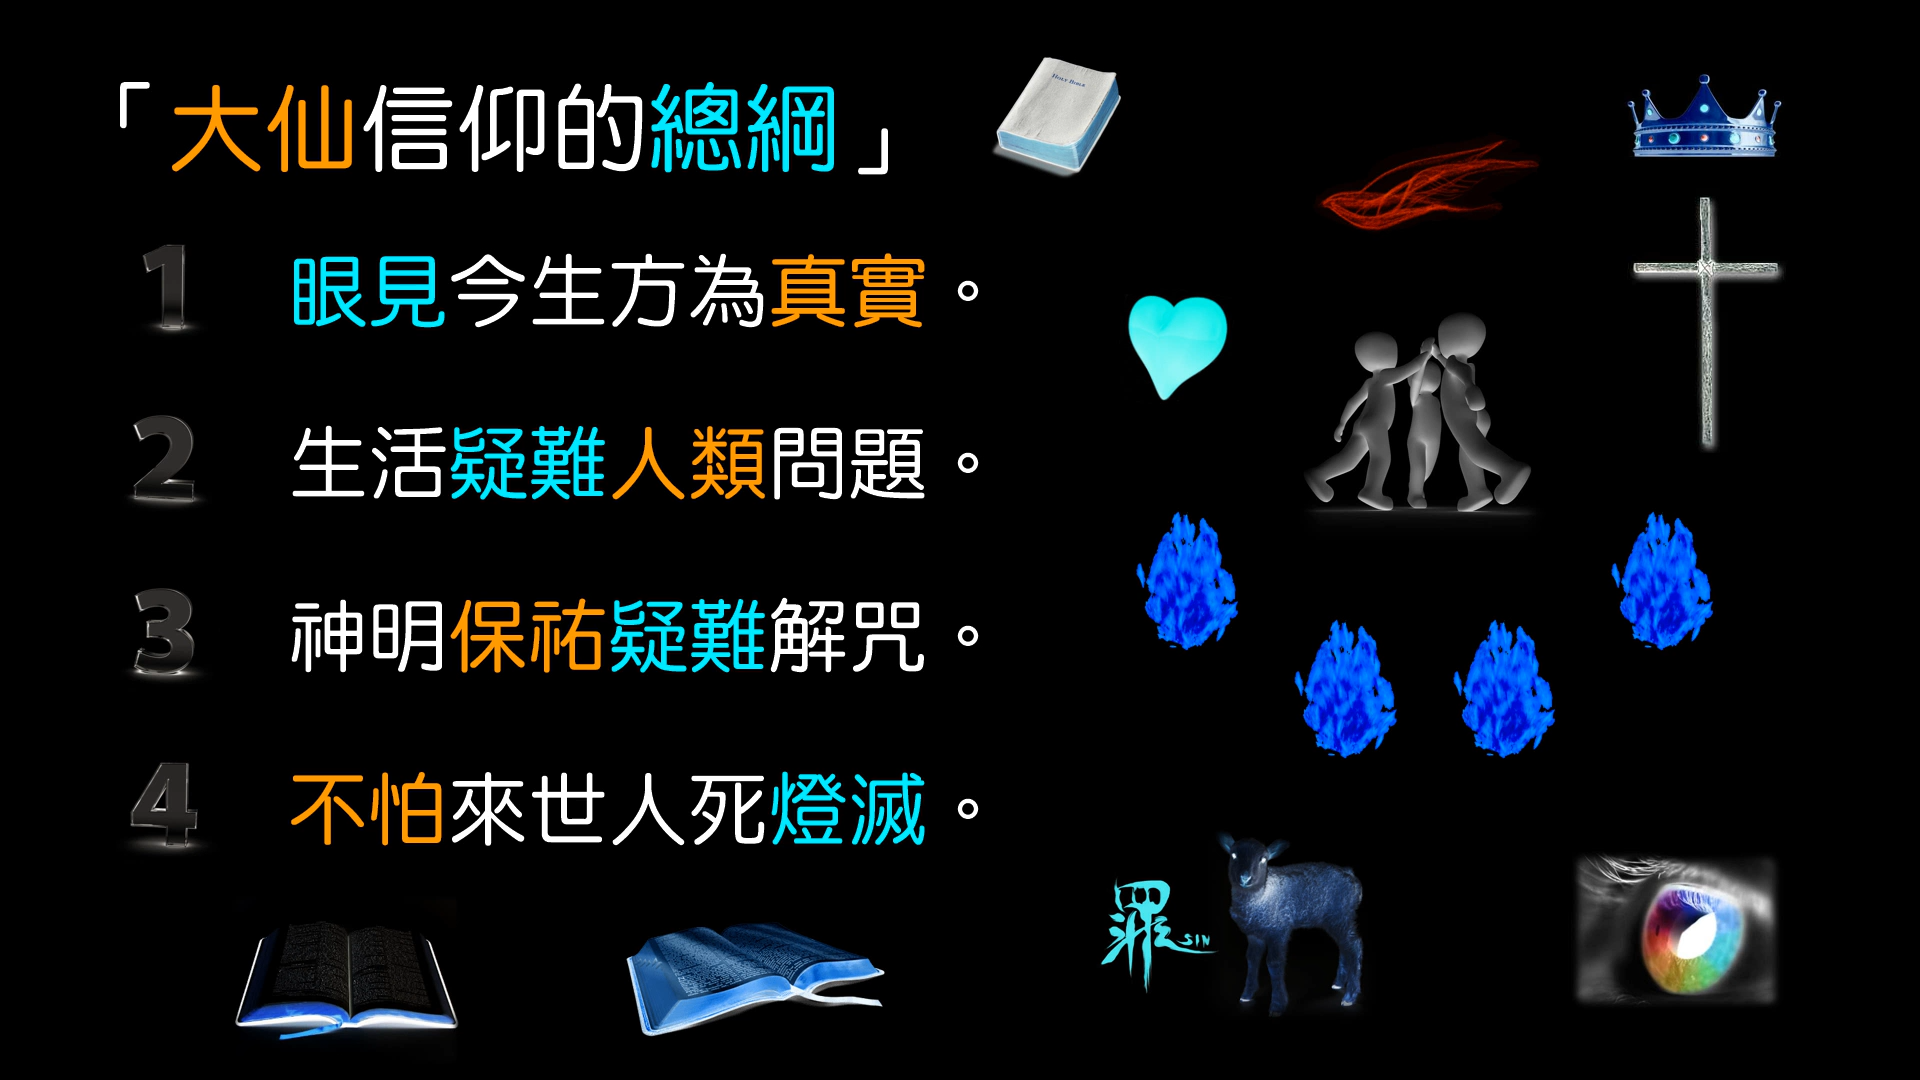 「大仙信仰的總綱」
HOLY BIBLE
1 眼見今生方為真實。
2 生活疑難人類問題。
3 神明保祐疑難解咒。
4 不怕來世人死燈滅。
罪 SIN